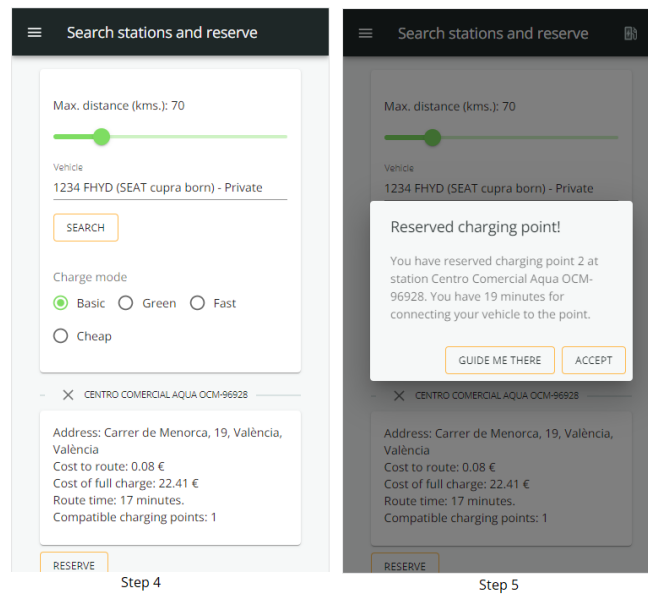 Search stations and reserve
Max. distance (kms.): 70
Vehicle
1234 FHYD (SEAT cupra born) - Private
SEARCH
Charge mode
Basic Green Fast
Cheap
CENTRO COMERCIAL AQUA OCM-96928
Address: Carrer de Menorca, 19, València,
València
Cost to route: 0.08 €
Cost of full charge: 22.41 €
Route time: 17 minutes.
Compatible charging points: 1
RESERVE
Step 4
Search stations and reserve
Max. distance (kms.): 70
Vehicle
1234 FHYD (SEAT cupra born) - Private
Reserved charging point!
You have reserved charging point 2 at
station Centro Comercial Aqua OCM-
96928. You have 19 minutes for
connecting your vehicle to the point.
GUIDE ME THERE ACCEPT
CENTRO COMERCIAL AQUA OCM-96928
Address: Carrer de Menorca, 19, València,
València
Cost to route: 0.08 €
Cost of full charge: 22.41 €
Route time: 17 minutes.
Compatible charging points: 1
RESERVE
Step 5